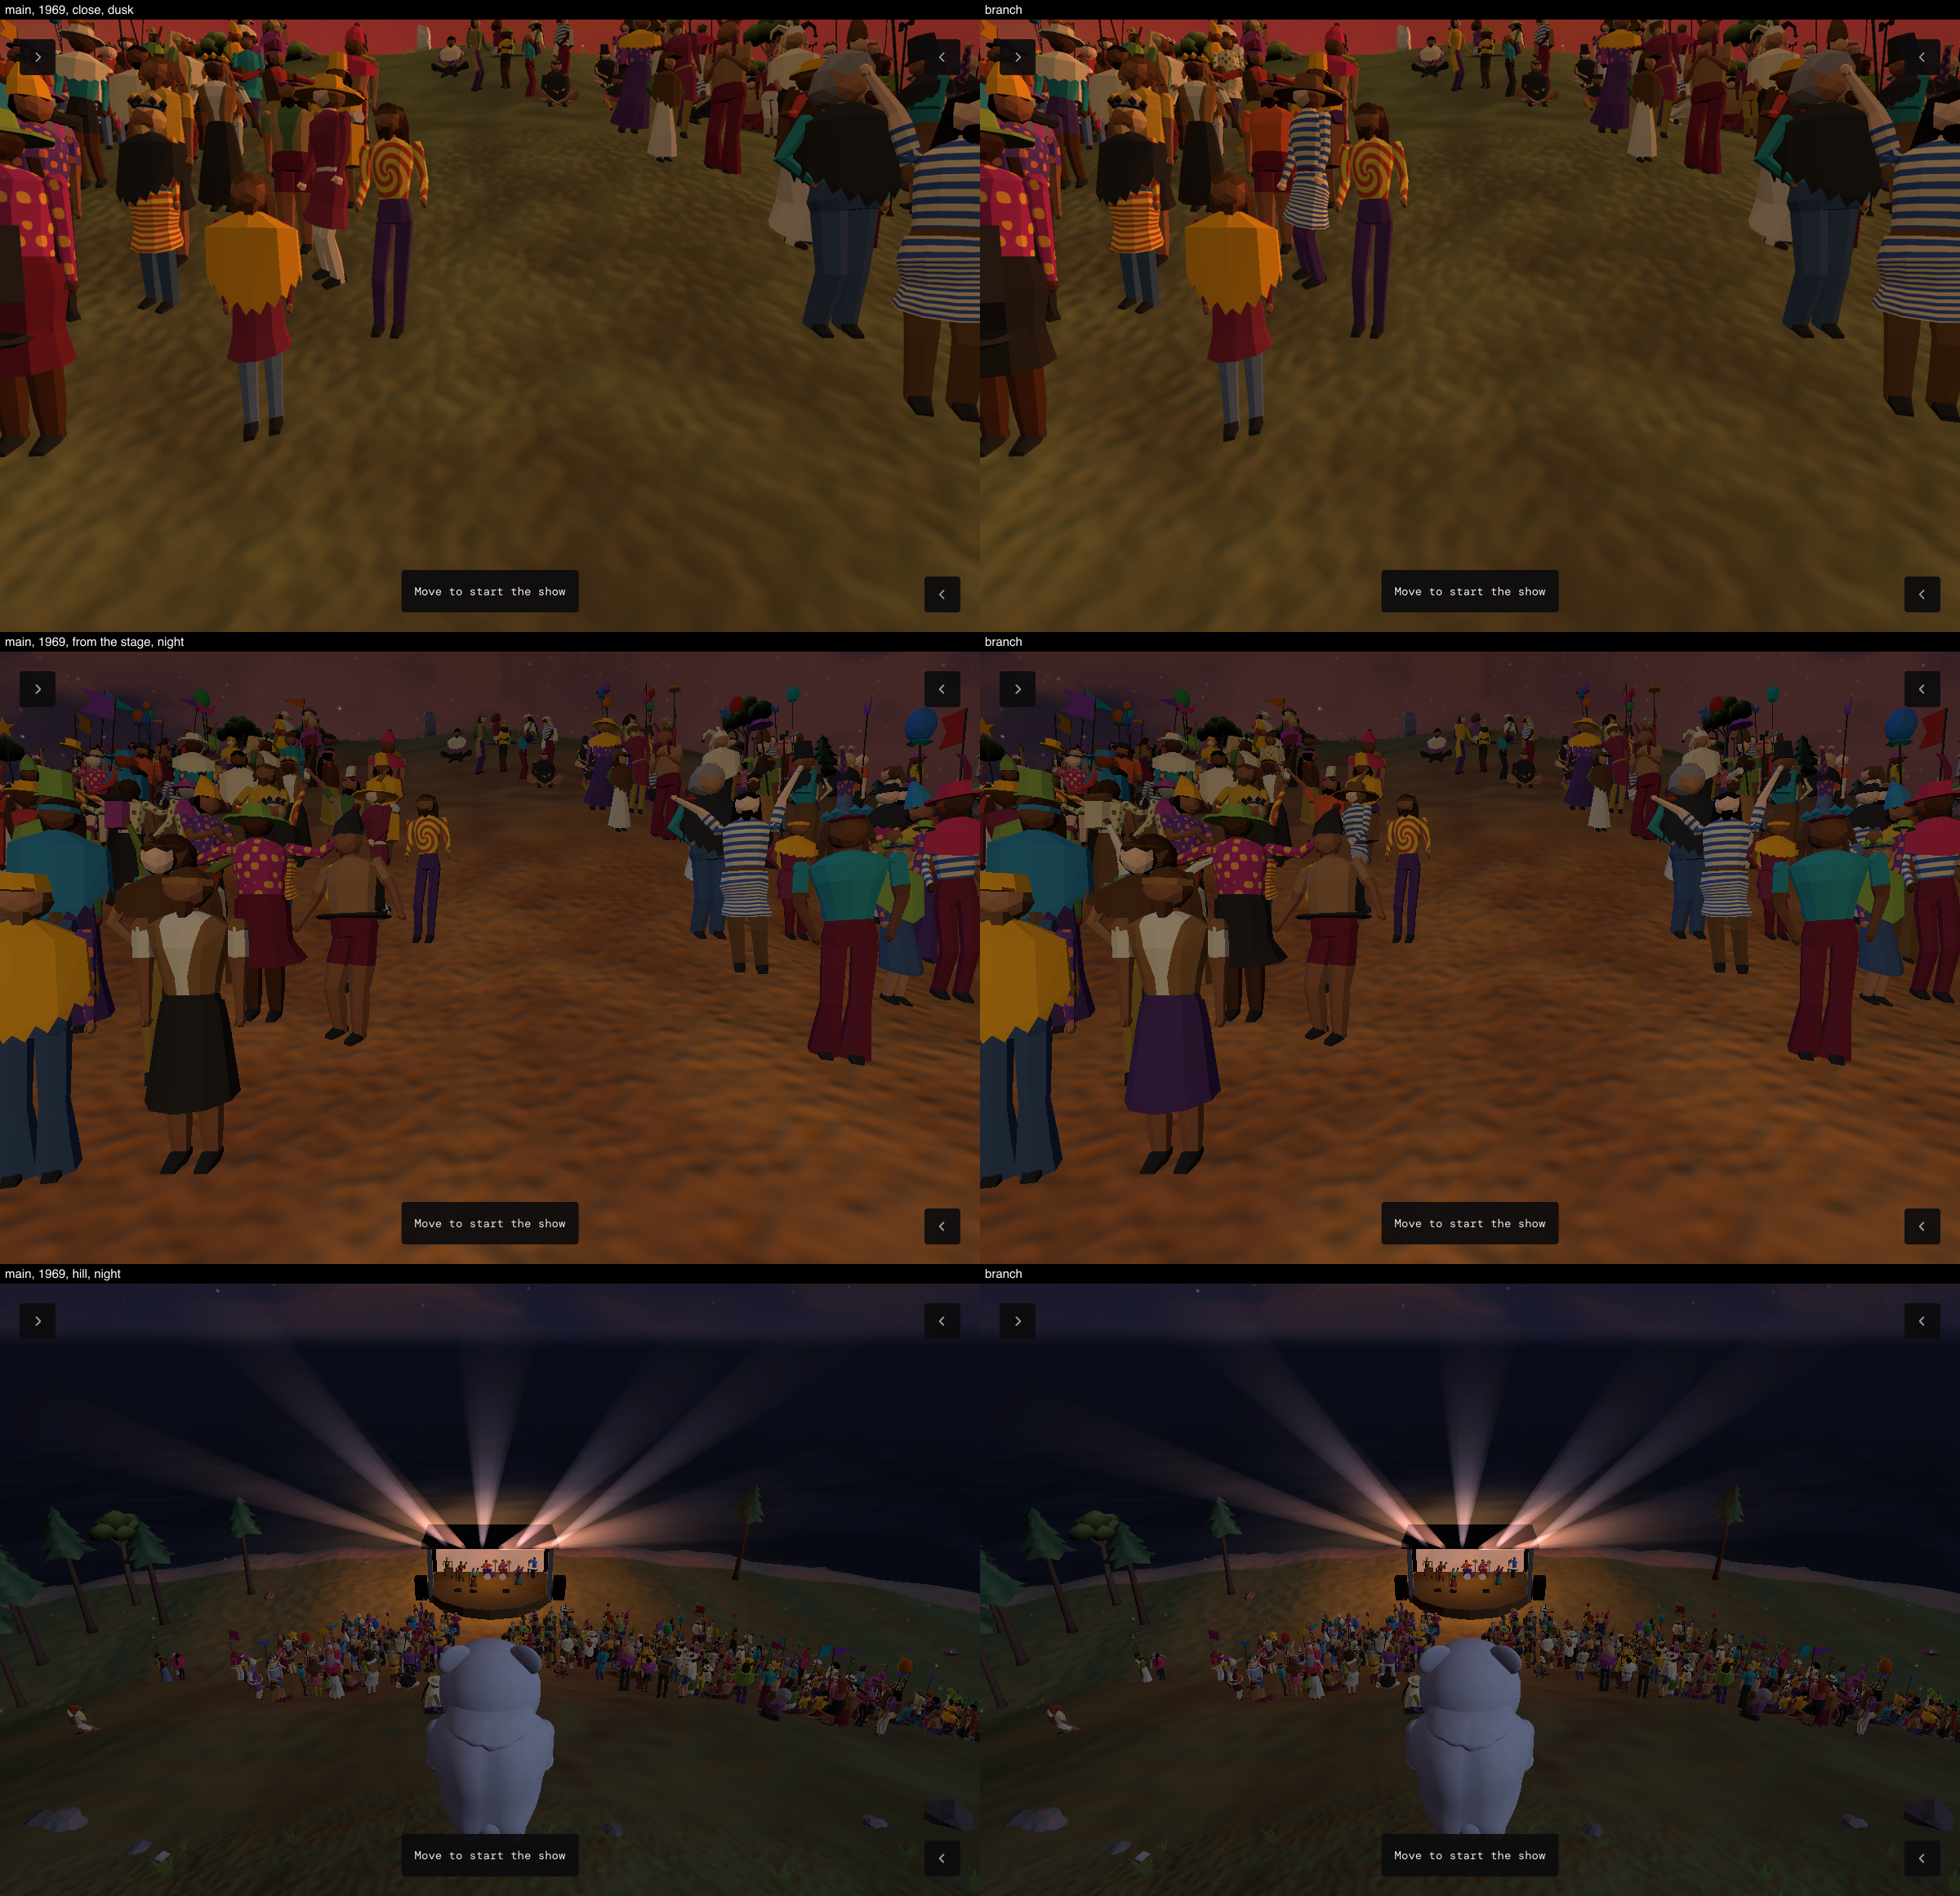 main, 1969, close, dusk
branch
Move to start the show
Move to start the show
main, 1969, from the stage, night
branch
Move to start the show
Move to start the show
main, 1969, hill, night
branch
Move to start the show
Move to start the show